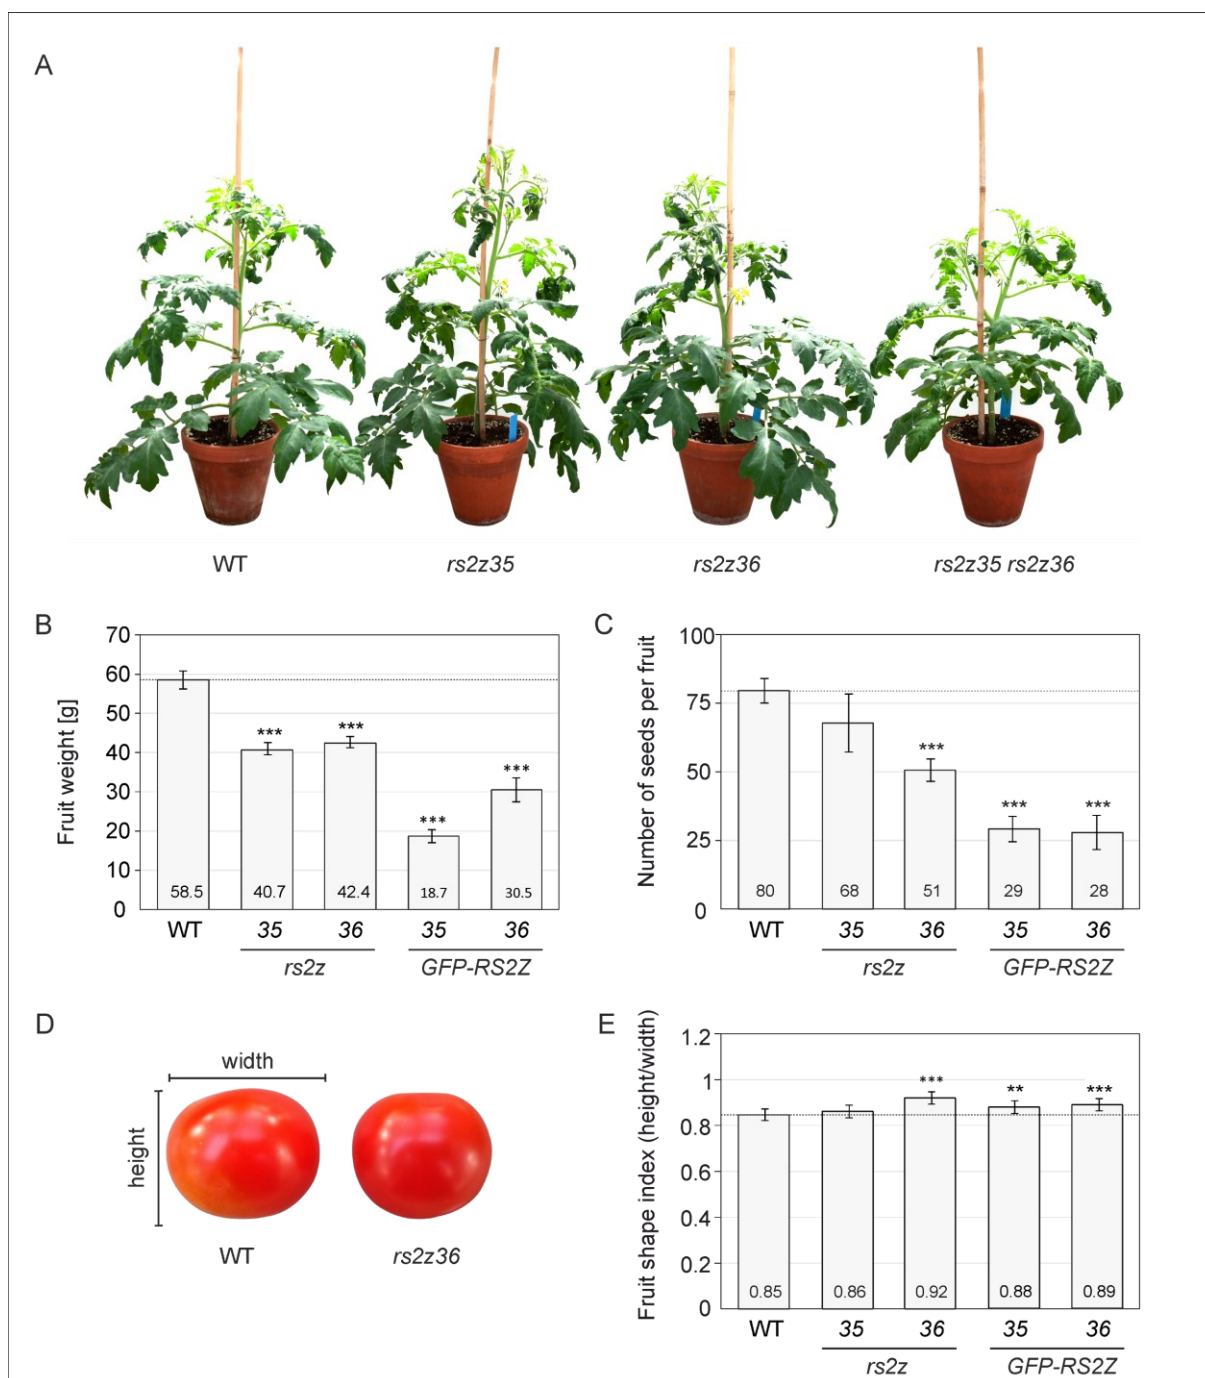 A
WT
rs2z35
rs2z36
rs2z35 rs2z36
B
Fruit weight [g]
70
60
50
40
30
20
10
0
***
***
***
***
58.5
40.7
42.4
18.7
30.5
WT
35
36
35
36
rs2z
GFP-RS2Z
C
Number of seeds per fruit
100
75
50
25
0
***
***
***
80
68
51
29
28
WT
35
36
35
36
rs2z
GFP-RS2Z
D
width
height
WT
rs2z36
E
Fruit shape index (height/width)
1.2
1
0.8
0.6
0.4
0.2
0
***
**
***
0.85
0.86
0.92
0.88
0.89
WT
35
36
35
36
rs2z
GFP-RS2Z